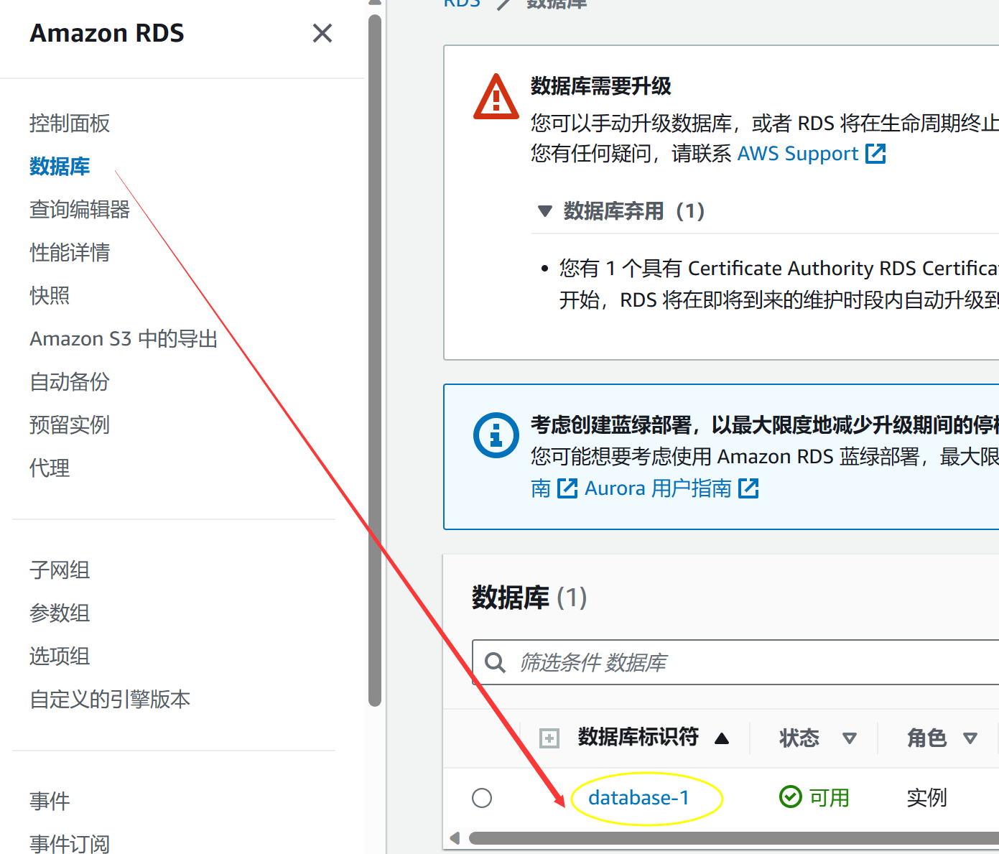 Amazon RDS
控制面板
数据库
查询编辑器
性能详情
快照
Amazon S3 中的导出
自动备份
预留实例
代理
子网组
参数组
选项组
自定义的引擎版本
事件
事件订阅
RDS
数据库
数据库需要升级
您可以手动升级数据库，或者 RDS 将在生命周期终止
您有任何疑问，请联系 AWS Support
数据库弃用（1）
• 您有 1 个具有 Certificate Authority RDS Certifica
开始，RDS 将在即将到来的维护时段内自动升级到
考虑创建蓝绿部署，以最大限度地减少升级期间的停机
您可能想要考虑使用 Amazon RDS 蓝绿部署，最大限
南 Aurora 用户指南
数据库 (1)
筛选条件 数据库
数据库标识符 状态 角色
database-1 可用 实例